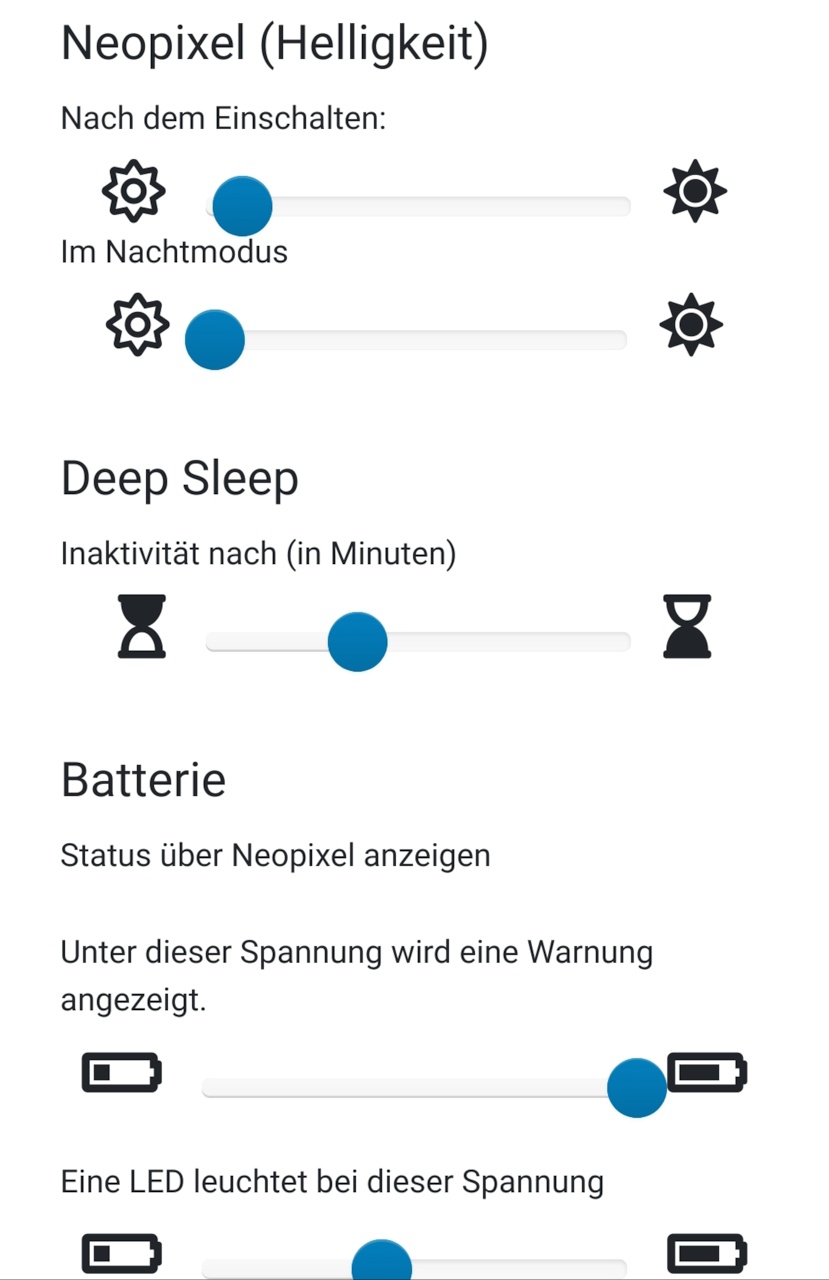 Neopixel (Helligkeit)
Nach dem Einschalten:
Im Nachtmodus
Deep Sleep
Inaktivität nach (in Minuten)
Batterie
Status über Neopixel anzeigen
Unter dieser Spannung wird eine Warnung
angezeigt.
Eine LED leuchtet bei dieser Spannung